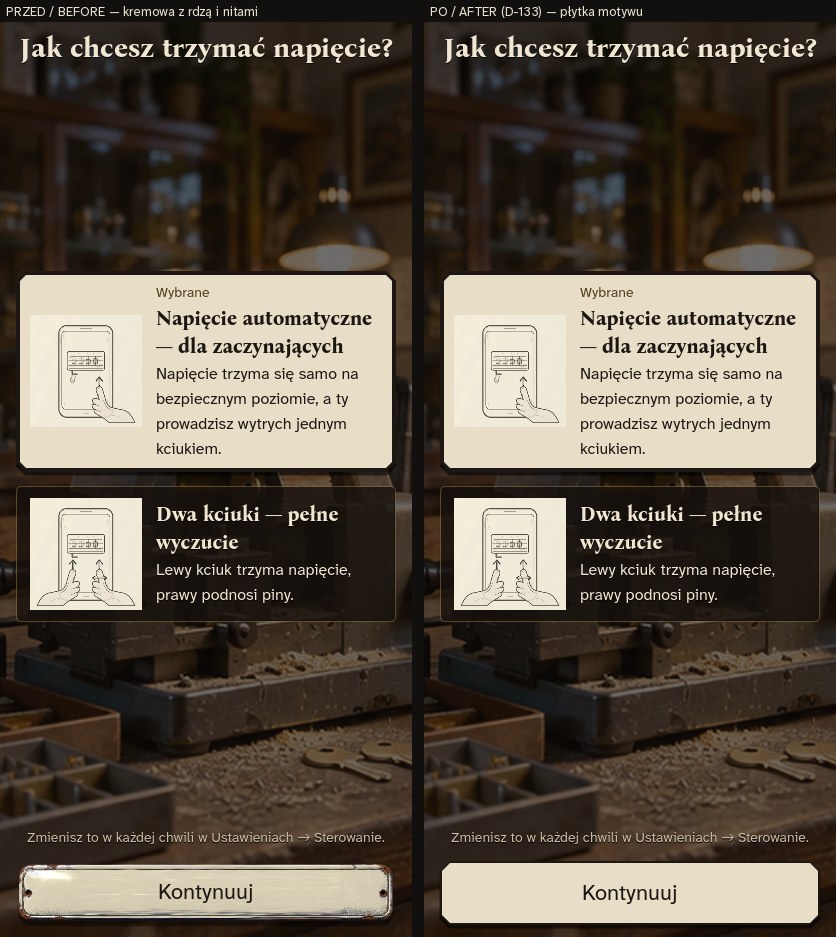 PRZED / BEFORE — kremowa z rdzą i nitami
Jak chcesz trzymać napięcie?
Wybrane
Napięcie automatyczne
— dla zaczynających
Napięcie trzyma się samo na
bezpiecznym poziomie, a ty
prowadzisz wytrych jednym
kciukiem.
Dwa kciuki — pełne
wyczucie
Lewy kciuk trzyma napięcie,
prawy podnosi piny.
Zmienisz to w każdej chwili w Ustawieniach → Sterowanie.
Kontynuuj
PO / AFTER (D-133) — płytka motywu
Jak chcesz trzymać napięcie?
Wybrane
Napięcie automatyczne
— dla zaczynających
Napięcie trzyma się samo na
bezpiecznym poziomie, a ty
prowadzisz wytrych jednym
kciukiem.
Dwa kciuki — pełne
wyczucie
Lewy kciuk trzyma napięcie,
prawy podnosi piny.
Zmienisz to w każdej chwili w Ustawieniach → Sterowanie.
Kontynuuj